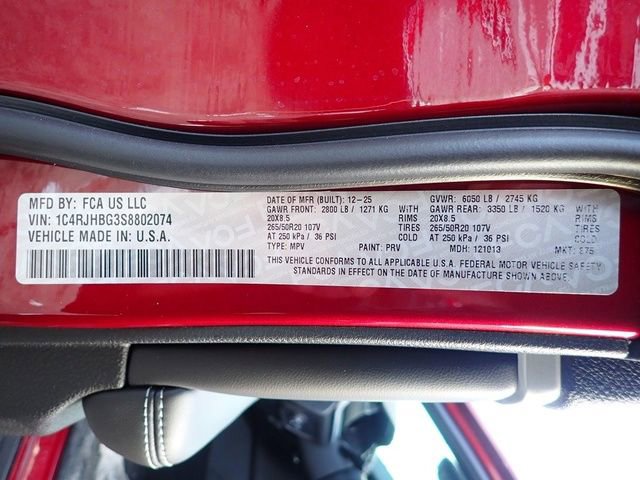 MFD BY: FCA US LLC
VIN: 1C4RJHBG3S8802074
VEHICLE MADE IN: U.S.A.
DATE OF MFR (BUILT): 12-25 GVWR: 6050 LB / 2745 KG
GAWR FRONT: 2800 LB / 1271 KG WITH GAWR REAR: 3350 LB / 1520 KG WITH
20X8.5 RIMS 20X8.5 RIMS
265/50R20 107V TIRES 265/50R20 107V TIRES
AT 250 kPa / 36 PSI COLD AT 250 kPa / 36 PSI COLD
TYPE: MPV PAINT: PRV MDH: 121013 MKT: 875
THIS VEHICLE CONFORMS TO ALL APPLICABLE U.S.A. FEDERAL MOTOR VEHICLE SAFETY
STANDARDS IN EFFECT ON THE DATE OF MANUFACTURE SHOWN ABOVE.